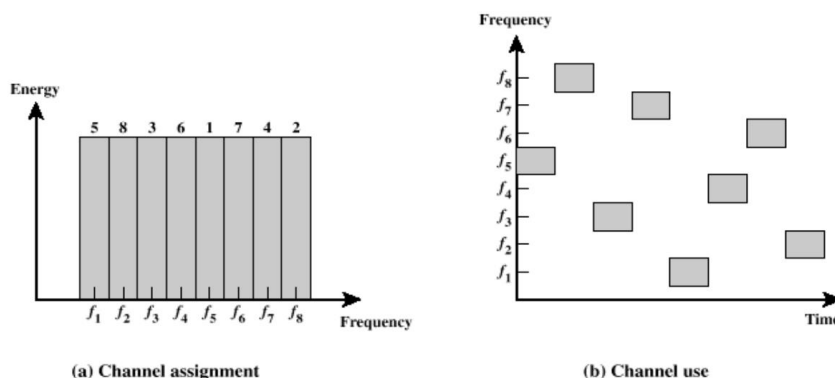 Energy
5 8 3 6 1 7 4 2
f1 f2 f3 f4 f5 f6 f7 f8
Frequency
(a) Channel assignment
Frequency
f8
f7
f6
f5
f4
f3
f2
f1
Time
(b) Channel use